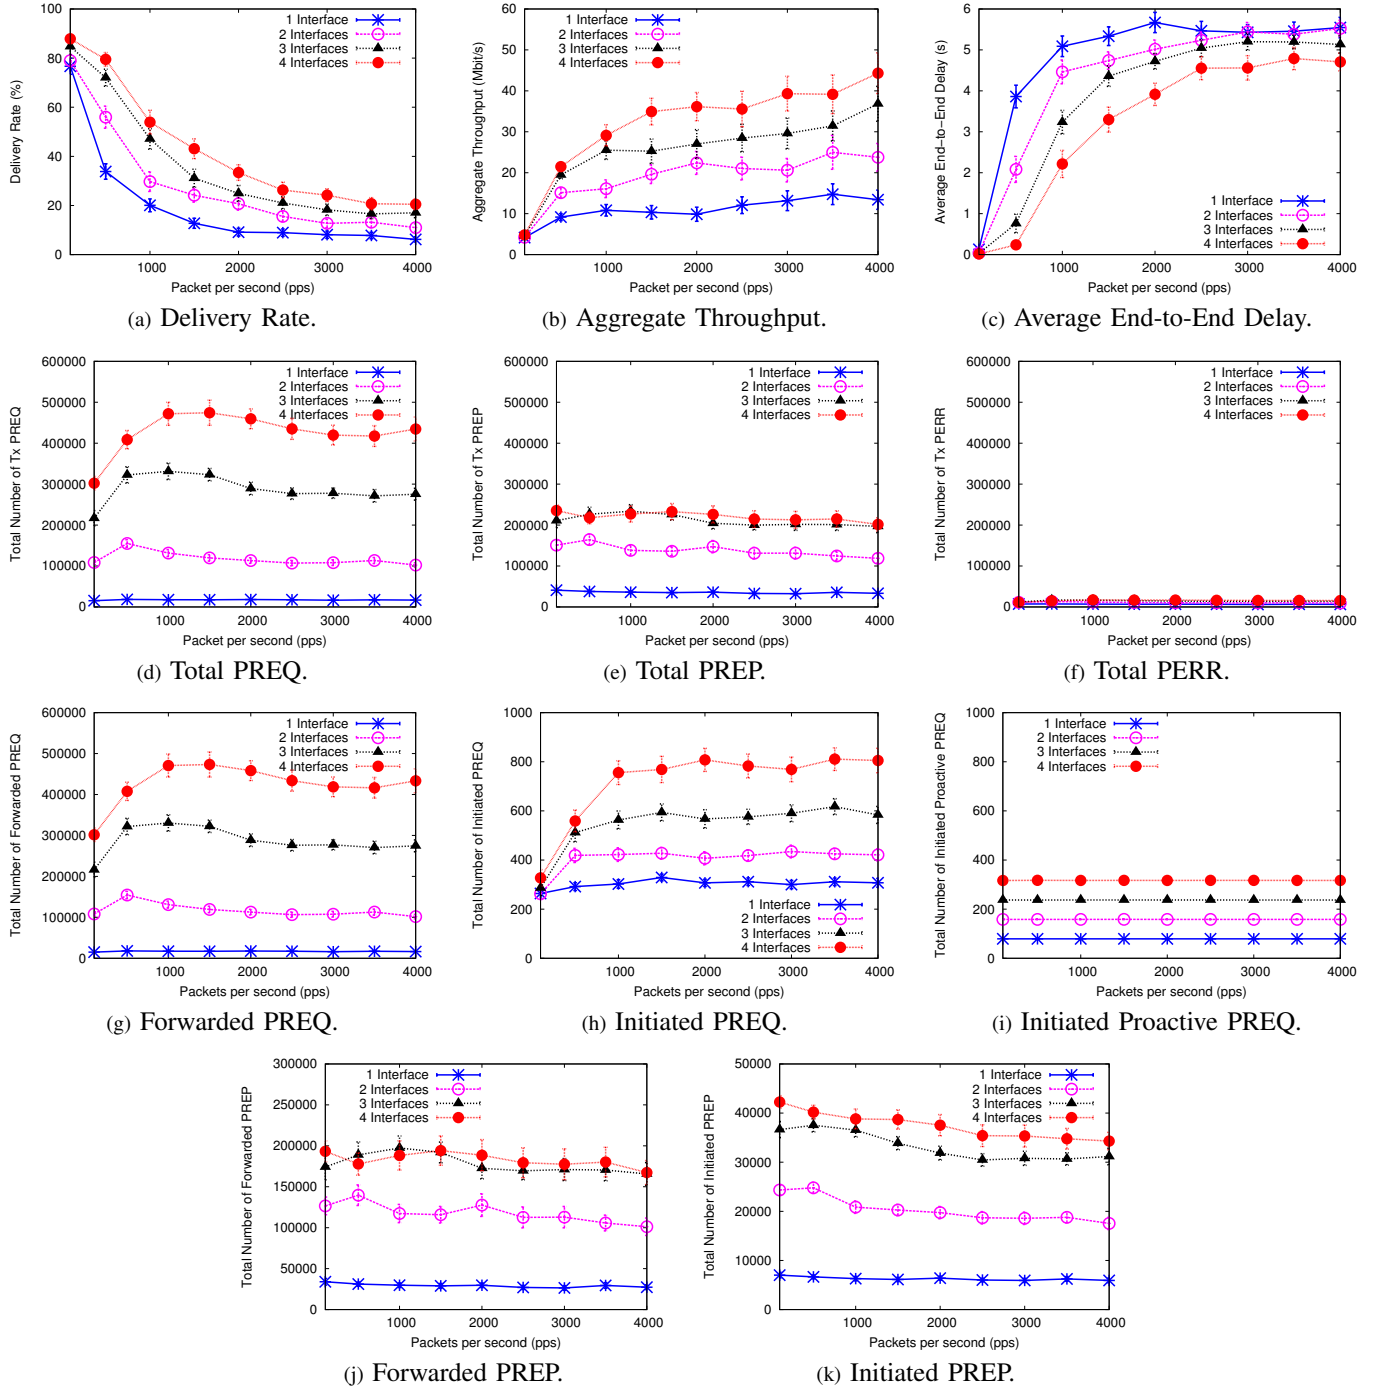 Delivery Rate (%)
100
80
60
40
20
0
1 Interface
2 Interfaces
3 Interfaces
4 Interfaces
1000 2000 3000 4000
Packet per second (pps)
(a) Delivery Rate.
Aggregate Throughput (Mbit/s)
60
50
40
30
20
10
0
1 Interface
2 Interfaces
3 Interfaces
4 Interfaces
1000 2000 3000 4000
Packet per second (pps)
(b) Aggregate Throughput.
Average End-to-End Delay (s)
6
5
4
3
2
1
0
1 Interface
2 Interfaces
3 Interfaces
4 Interfaces
1000 2000 3000 4000
Packet per second (pps)
(c) Average End-to-End Delay.
Total Number of Tx PREQ
600000
500000
400000
300000
200000
100000
0
1 Interface
2 Interfaces
3 Interfaces
4 Interfaces
1000 2000 3000 4000
Packet per second (pps)
(d) Total PREQ.
Total Number of Tx PREP
600000
500000
400000
300000
200000
100000
0
1 Interface
2 Interfaces
3 Interfaces
4 Interfaces
1000 2000 3000 4000
Packet per second (pps)
(e) Total PREP.
Total Number of Tx PERR
600000
500000
400000
300000
200000
100000
0
1 Interface
2 Interfaces
3 Interfaces
4 Interfaces
1000 2000 3000 4000
Packet per second (pps)
(f) Total PERR.
Total Number of Forwarded PREQ
600000
500000
400000
300000
200000
100000
0
1 Interface
2 Interfaces
3 Interfaces
4 Interfaces
1000 2000 3000 4000
Packets per second (pps)
(g) Forwarded PREQ.
Total Number of Initiated PREQ
1000
800
600
400
200
0
1 Interface
2 Interfaces
3 Interfaces
4 Interfaces
1000 2000 3000 4000
Packets per second (pps)
(h) Initiated PREQ.
Total Number of Initiated Proactive PREQ
1000
800
600
400
200
0
1 Interface
2 Interfaces
3 Interfaces
4 Interfaces
1000 2000 3000 4000
Packets per second (pps)
(i) Initiated Proactive PREQ.
Total Number of Forwarded PREP
300000
250000
200000
150000
100000
50000
0
1 Interface
2 Interfaces
3 Interfaces
4 Interfaces
1000 2000 3000 4000
Packets per second (pps)
(j) Forwarded PREP.
Total Number of Initiated PREP
50000
40000
30000
20000
10000
0
1 Interface
2 Interfaces
3 Interfaces
4 Interfaces
1000 2000 3000 4000
Packets per second (pps)
(k) Initiated PREP.